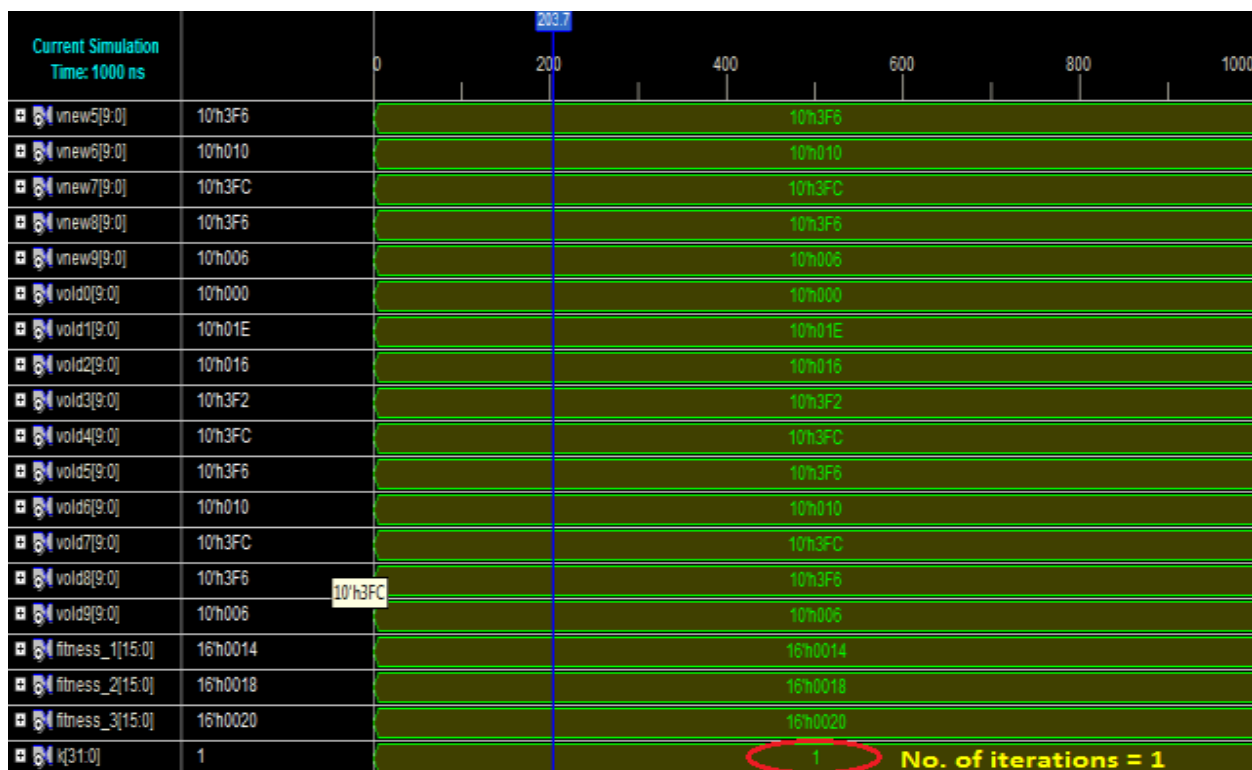 203.7
Current Simulation
Time: 1000 ns
0 200 400 600 800 1000
vnew5[9:0] 10'h3F6 10'h3F6
vnew6[9:0] 10'h010 10'h010
vnew7[9:0] 10'h3FC 10'h3FC
vnew8[9:0] 10'h3F6 10'h3F6
vnew9[9:0] 10'h006 10'h006
vold0[9:0] 10'h000 10'h000
vold1[9:0] 10'h01E 10'h01E
vold2[9:0] 10'h016 10'h016
vold3[9:0] 10'h3F2 10'h3F2
vold4[9:0] 10'h3FC 10'h3FC
vold5[9:0] 10'h3F6 10'h3F6
vold6[9:0] 10'h010 10'h010
vold7[9:0] 10'h3FC 10'h3FC
vold8[9:0] 10'h3F6 10'h3F6
10'h3FC
vold9[9:0] 10'h006 10'h006
fitness_1[15:0] 16'h0014 16'h0014
fitness_2[15:0] 16'h0018 16'h0018
fitness_3[15:0] 16'h0020 16'h0020
k[31:0] 1 1 No. of iterations = 1